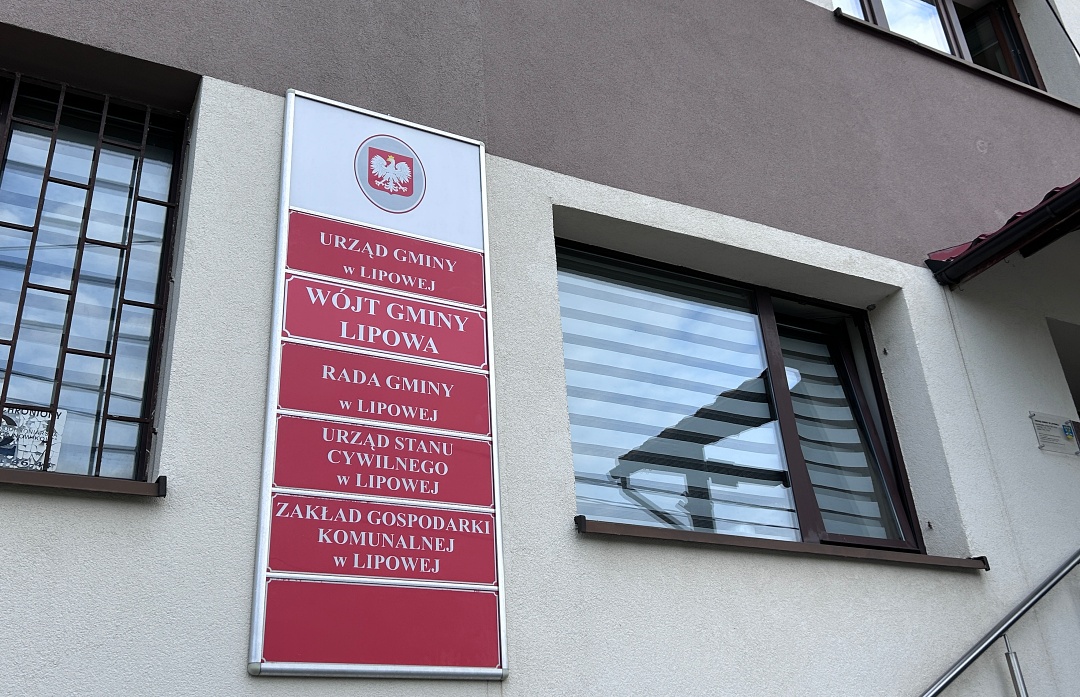 URZĄD GMINY
w LIPOWEJ
WÓJT GMINY
LIPOWA
RADA GMINY
w LIPOWEJ
URZĄD STANU
CYWILNEGO
w LIPOWEJ
ZAKŁAD GOSPODARKI
KOMUNALNEJ
w LIPOWEJ